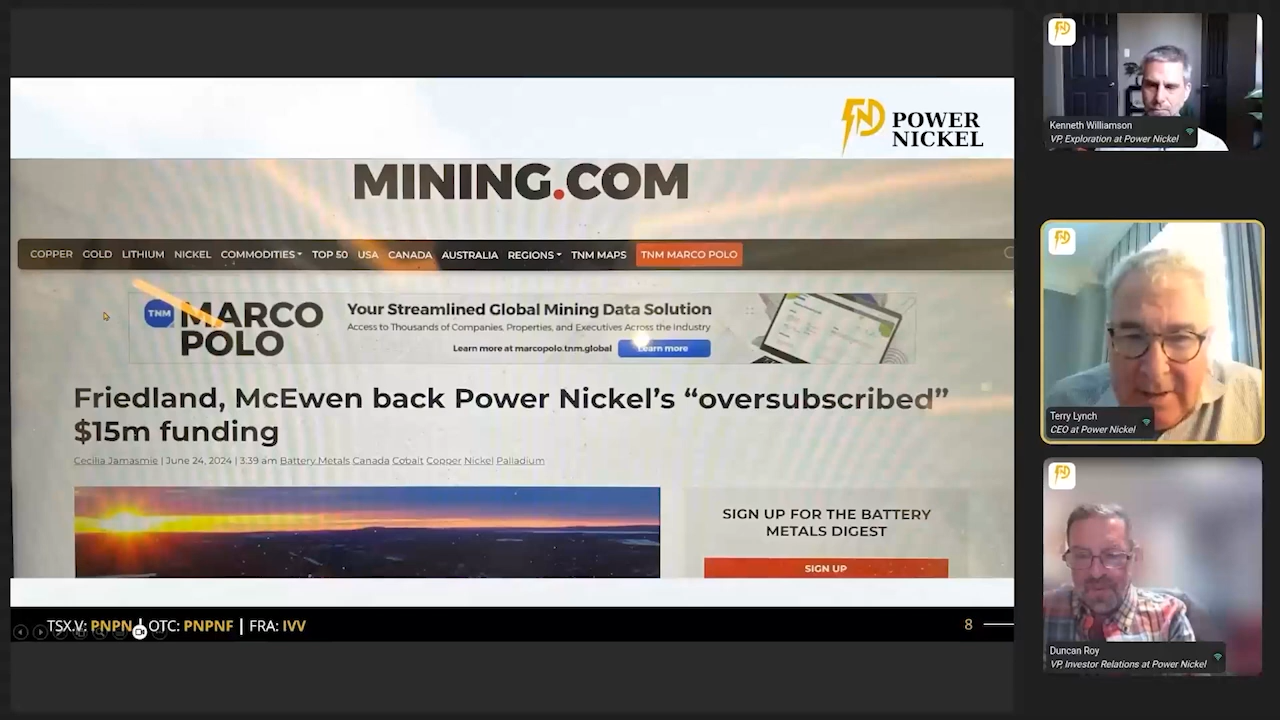 POWER
NICKEL
MINING.COM
COPPER GOLD LITHIUM NICKEL COMMODITIES TOP 50 USA CANADA AUSTRALIA REGIONS TNM MAPS TNM MARCO POLO
TNM
MARCO
POLO
Your Streamlined Global Mining Data Solution
Access to Thousands of Companies, Properties, and Executives Across the Industry
Learn more at marcopolo.tnm.global
Learn more
Friedland, McEwen back Power Nickel’s “oversubscribed”
$15m funding
Cecilia Jamasmie | June 24, 2024 | 3:39 am Battery Metals Canada Cobalt Copper Nickel Palladium
SIGN UP FOR THE BATTERY
METALS DIGEST
SIGN UP
TSX.V: PNPN | OTC: PNPNF | FRA: IVV
8
Kenneth Williamson
VP, Exploration at Power Nickel
Terry Lynch
CEO at Power Nickel
Duncan Roy
VP, Investor Relations at Power Nickel